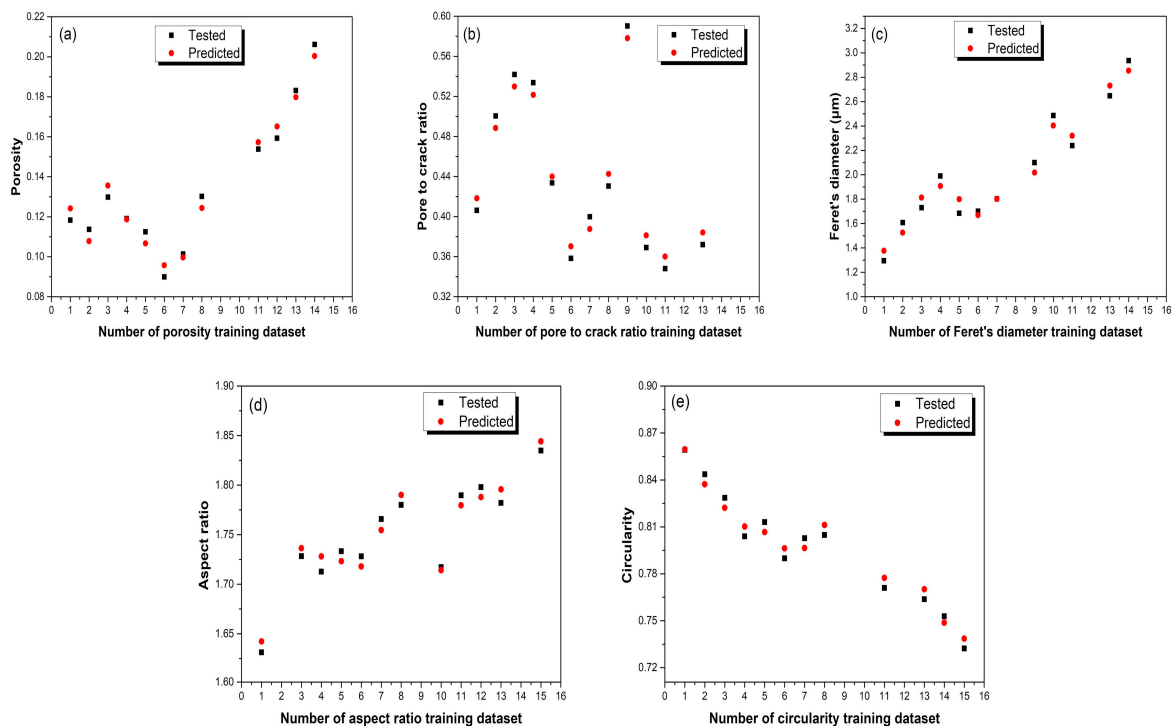 (a)
Tested
Predicted
Porosity
0.22
0.20
0.18
0.16
0.14
0.12
0.10
0.08
0 1 2 3 4 5 6 7 8 9 10 11 12 13 14 15 16
Number of porosity training dataset
(b)
Tested
Predicted
Pore to crack ratio
0.60
0.56
0.52
0.48
0.44
0.40
0.36
0.32
0 1 2 3 4 5 6 7 8 9 10 11 12 13 14 15 16
Number of pore to crack ratio training dataset
(c)
Tested
Predicted
Feret's diameter (μm)
3.3
3.0
2.8
2.6
2.4
2.2
2.0
1.8
1.6
1.4
1.2
1.0
0 1 2 3 4 5 6 7 8 9 10 11 12 13 14 15 16
Number of Feret's diameter training dataset
(d)
Tested
Predicted
Aspect ratio
1.90
1.85
1.80
1.75
1.70
1.65
1.60
0 1 2 3 4 5 6 7 8 9 10 11 12 13 14 15 16
Number of aspect ratio training dataset
(e)
Tested
Predicted
Circularity
0.90
0.87
0.84
0.81
0.78
0.75
0.72
0 1 2 3 4 5 6 7 8 9 10 11 12 13 14 15 16
Number of circularity training dataset